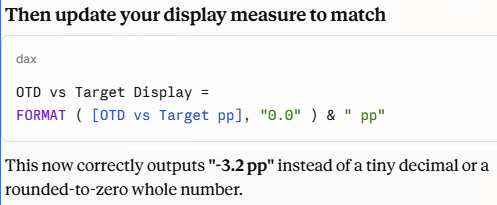 Then update your display measure to match
dax
OTD vs Target Display =
FORMAT ( [OTD vs Target pp], "0.0" ) & " pp"
This now correctly outputs "-3.2 pp" instead of a tiny decimal or a
rounded-to-zero whole number.